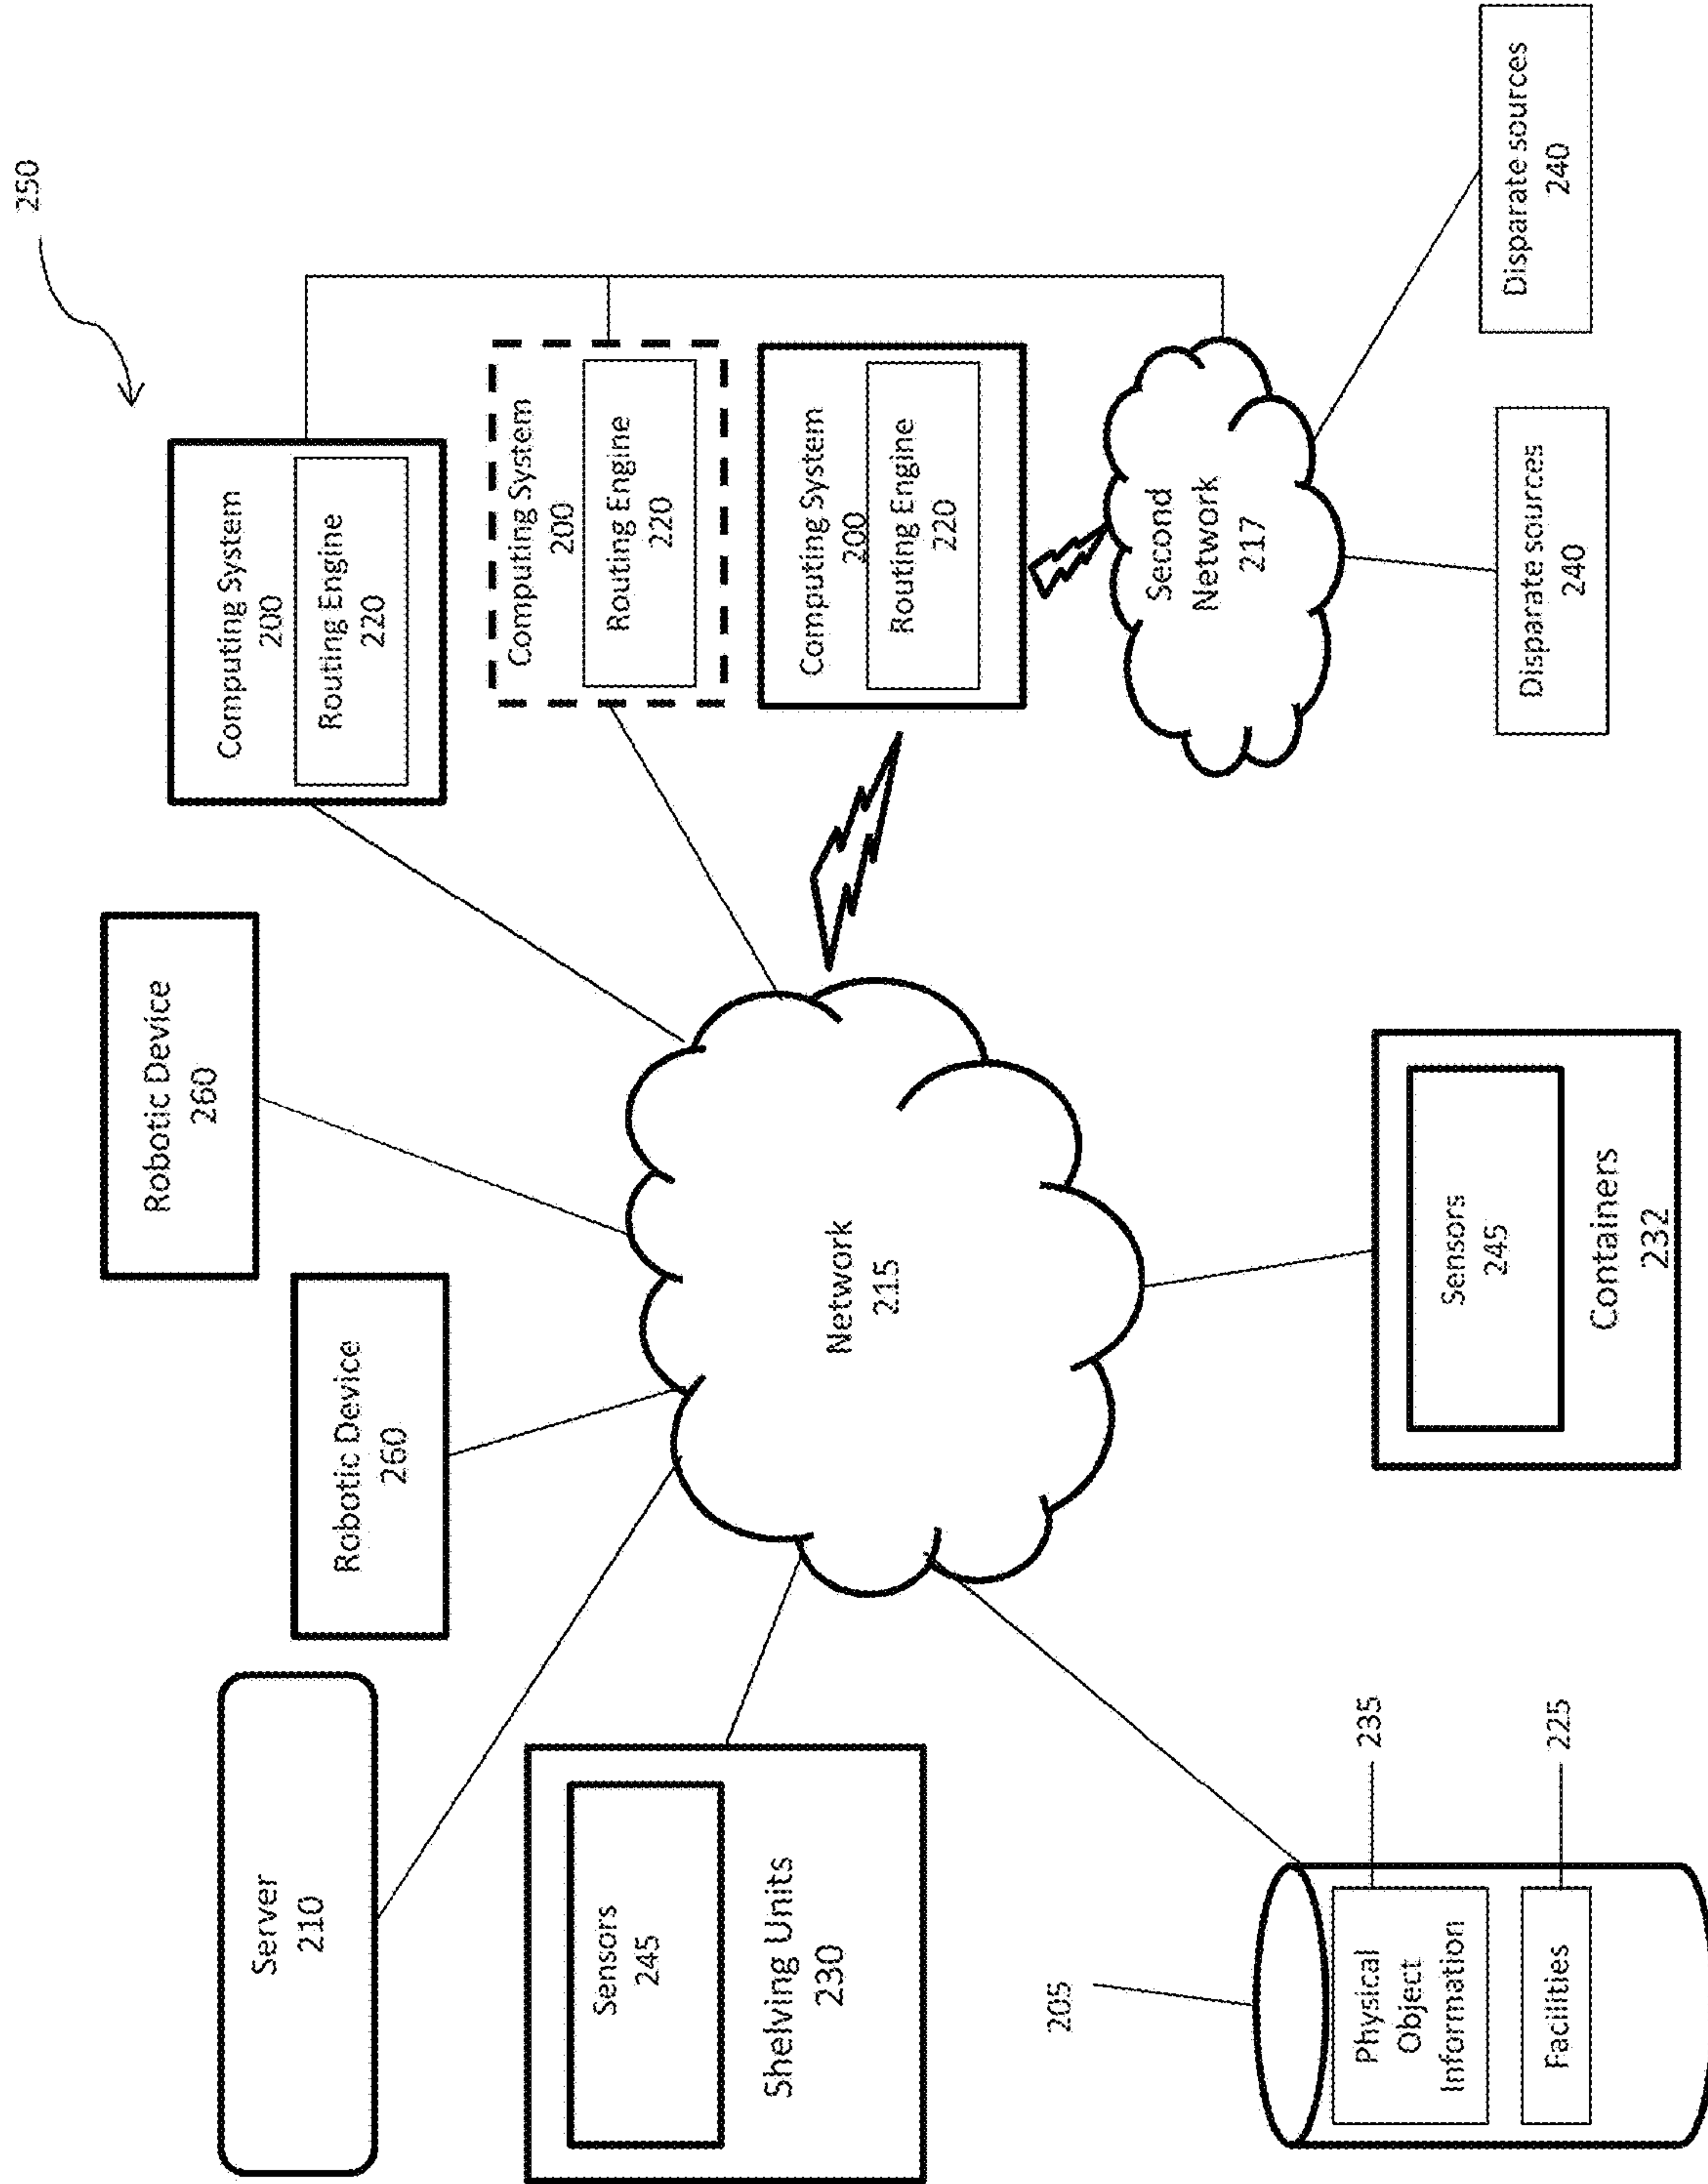 250
Server
210
Robotic Device
260
Robotic Device
260
Computing System
200
Routing Engine
220
Computing System
200
Routing Engine
220
Computing System
200
Routing Engine
220
Sensors
245
Shelving Units
230
Network
215
Second
Network
217
205
Physical
Object
Information
235
Facilities
225
Sensors
245
Containers
232
Disparate sources
240
Disparate sources
240